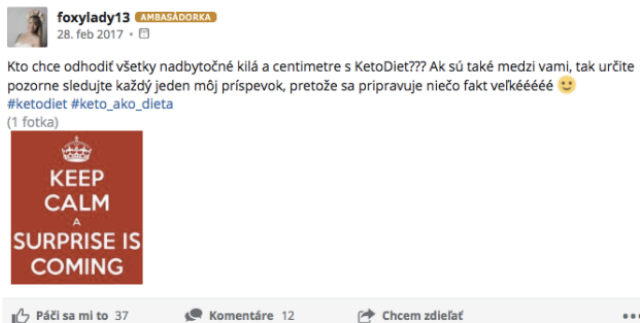 foxylady13 AMBASÁDORKA
28. feb 2017 •
Kto chce odhodiť všetky nadbytočné kilá a centimetre s KetoDiet??? Ak sú také medzi vami, tak určite
pozorne sledujte každý jeden môj príspevok, pretože sa pripravuje niečo fakt veľkéééééé 🙂
#ketodiet #keto_ako_dieta
(1 fotka)
KEEP
CALM
A
SURPRISE IS
COMING
Páči sa mi to 37 Komentáre 12 Chcem zdieľať